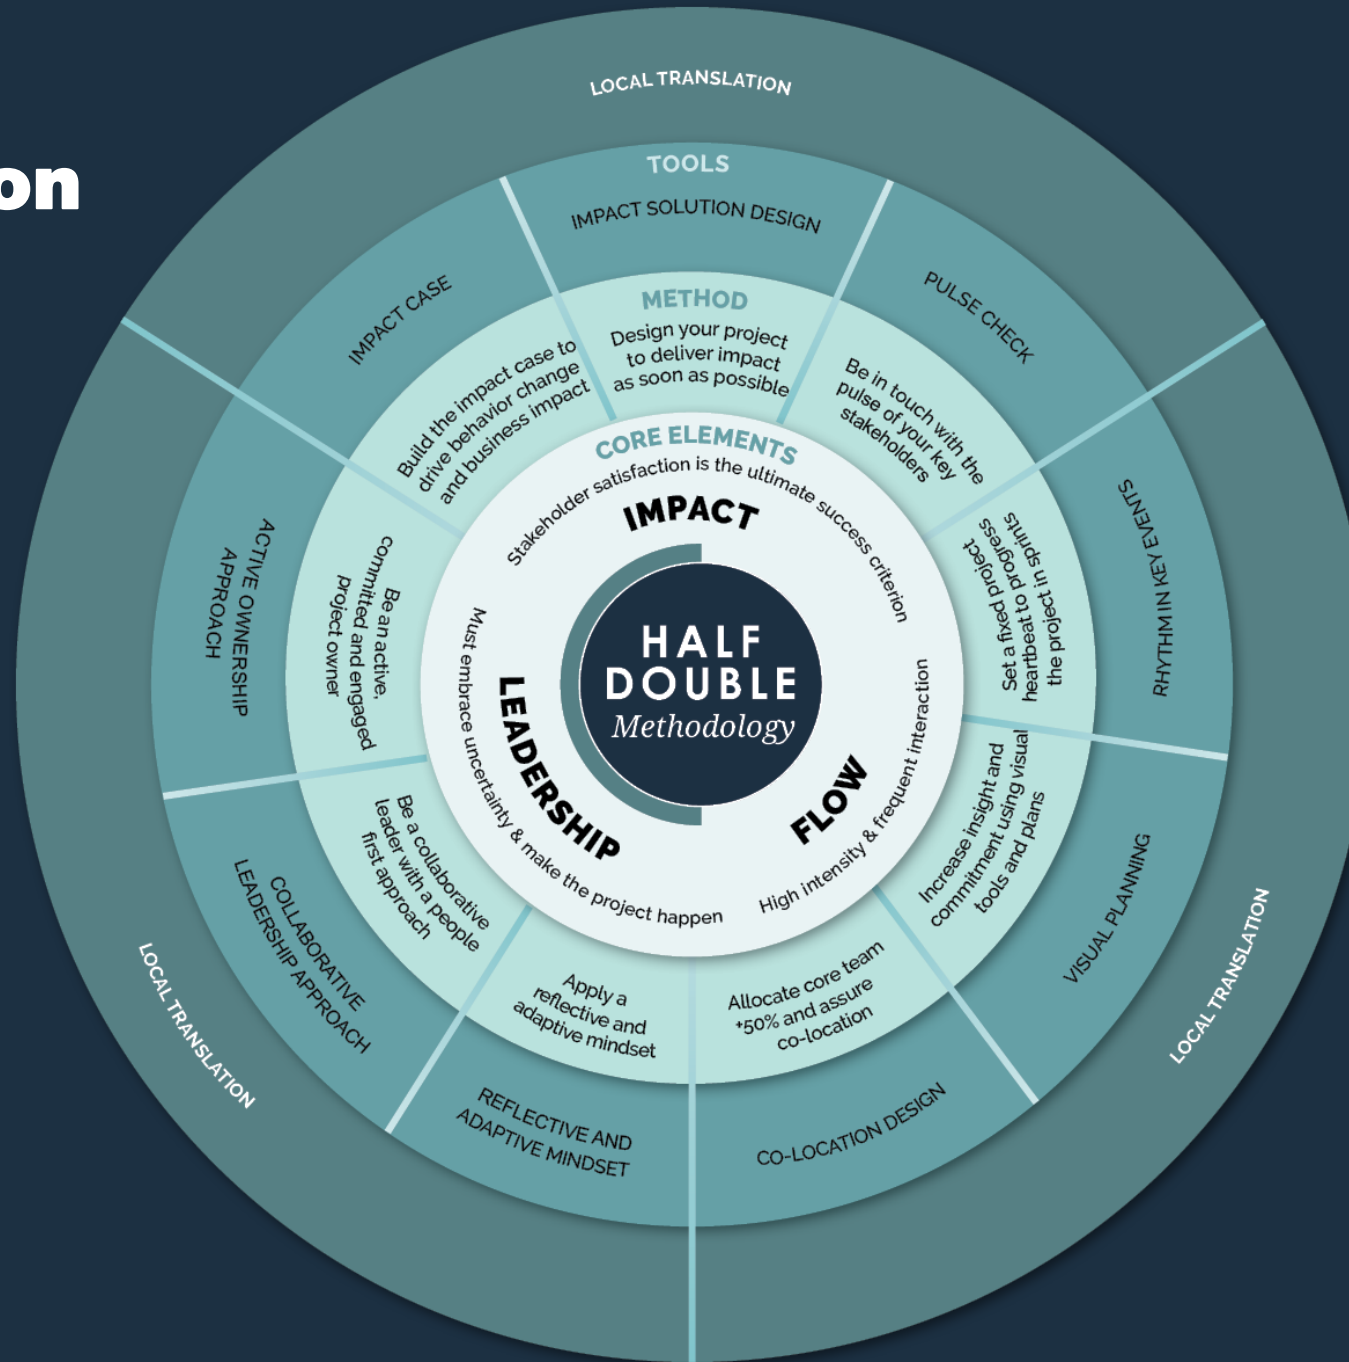 on
LOCAL TRANSLATION
TOOLS
IMPACT SOLUTION DESIGN
METHOD
Design your project
to deliver impact
as soon as possible
PULSE CHECK
Be in touch with the
pulse of your key
stakeholders
RHYTHM IN KEY EVENTS
Set a fixed project
heartbeat to progress
the project in sprints
VISUAL PLANNING
Increase insight and
commitment using visual
tools and plans
LOCAL TRANSLATION
CO-LOCATION DESIGN
Allocate core team
+50% and assure
co-location
REFLECTIVE AND
ADAPTIVE MINDSET
Apply a
reflective and
adaptive mindset
COLLABORATIVE
LEADERSHIP APPROACH
Be a collaborative
leader with a people
first approach
LOCAL TRANSLATION
ACTIVE OWNERSHIP
APPROACH
Be an active,
committed and engaged
project owner
IMPACT CASE
Build the impact case to
drive behavior change
and business impact
CORE ELEMENTS
Stakeholder satisfaction is the ultimate success criterion
IMPACT
High intensity & frequent interaction
FLOW
Must embrace uncertainty & make the project happen
LEADERSHIP
HALF
DOUBLE
Methodology